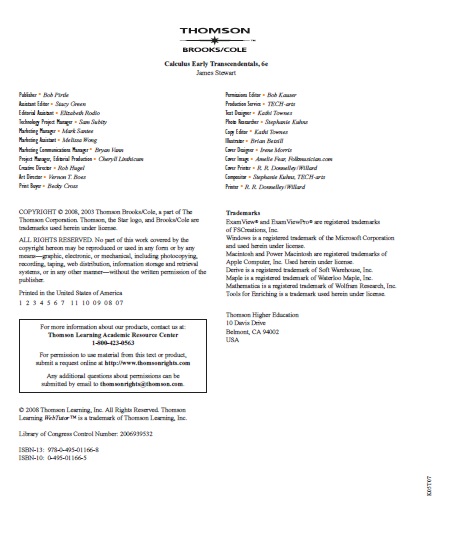 THOMSON
™
BROOKS/COLE
Calculus Early Transcendentals, 6e
James Stewart
Publisher • Bob Pirtle
Assistant Editor • Stacy Green
Editorial Assistant • Elizabeth Rodio
Technology Project Manager • Sam Subity
Marketing Manager • Mark Santee
Marketing Assistant • Melissa Wong
Marketing Communications Manager • Bryan Vann
Project Manager, Editorial Production • Cheryll Linthicum
Creative Director • Rob Hugel
Art Director • Vernon T. Boes
Print Buyer • Becky Cross
Permissions Editor • Bob Kauser
Production Service • TECH-arts
Text Designer • Kathi Townes
Photo Researcher • Stephanie Kuhns
Copy Editor • Kathi Townes
Illustrator • Brian Betsill
Cover Designer • Irene Morris
Cover Image • Amelie Fear, Folkmusician.com
Cover Printer • R. R. Donnelley/Willard
Compositor • Stephanie Kuhns, TECH-arts
Printer • R. R. Donnelley/Willard
COPYRIGHT © 2008, 2003 Thomson Brooks/Cole, a part of The
Thomson Corporation. Thomson, the Star logo, and Brooks/Cole are
trademarks used herein under license.
ALL RIGHTS RESERVED. No part of this work covered by the
copyright hereon may be reproduced or used in any form or by any
means—graphic, electronic, or mechanical, including photocopying,
recording, taping, web distribution, information storage and retrieval
systems, or in any other manner—without the written permission of the
publisher.
Printed in the United States of America
1 2 3 4 5 6 7 11 10 09 08 07
For more information about our products, contact us at:
Thomson Learning Academic Resource Center
1-800-423-0563
For permission to use material from this text or product,
submit a request online at http://www.thomsonrights.com
Any additional questions about permissions can be
submitted by email to thomsonrights@thomson.com.
© 2008 Thomson Learning, Inc. All Rights Reserved. Thomson
Learning WebTutor™ is a trademark of Thomson Learning, Inc.
Library of Congress Control Number: 2006939532
ISBN-13: 978-0-495-01166-8
ISBN-10: 0-495-01166-5
Trademarks
ExamView® and ExamViewPro® are registered trademarks
of FSCreations, Inc.
Windows is a registered trademark of the Microsoft Corporation
and used herein under license.
Macintosh and Power Macintosh are registered trademarks of
Apple Computer, Inc. Used herein under license.
Derive is a registered trademark of Soft Warehouse, Inc.
Maple is a registered trademark of Waterloo Maple, Inc.
Mathematica is a registered trademark of Wolfram Research, Inc.
Tools for Enriching is a trademark used herein under license.
Thomson Higher Education
10 Davis Drive
Belmont, CA 94002
USA
K05T07